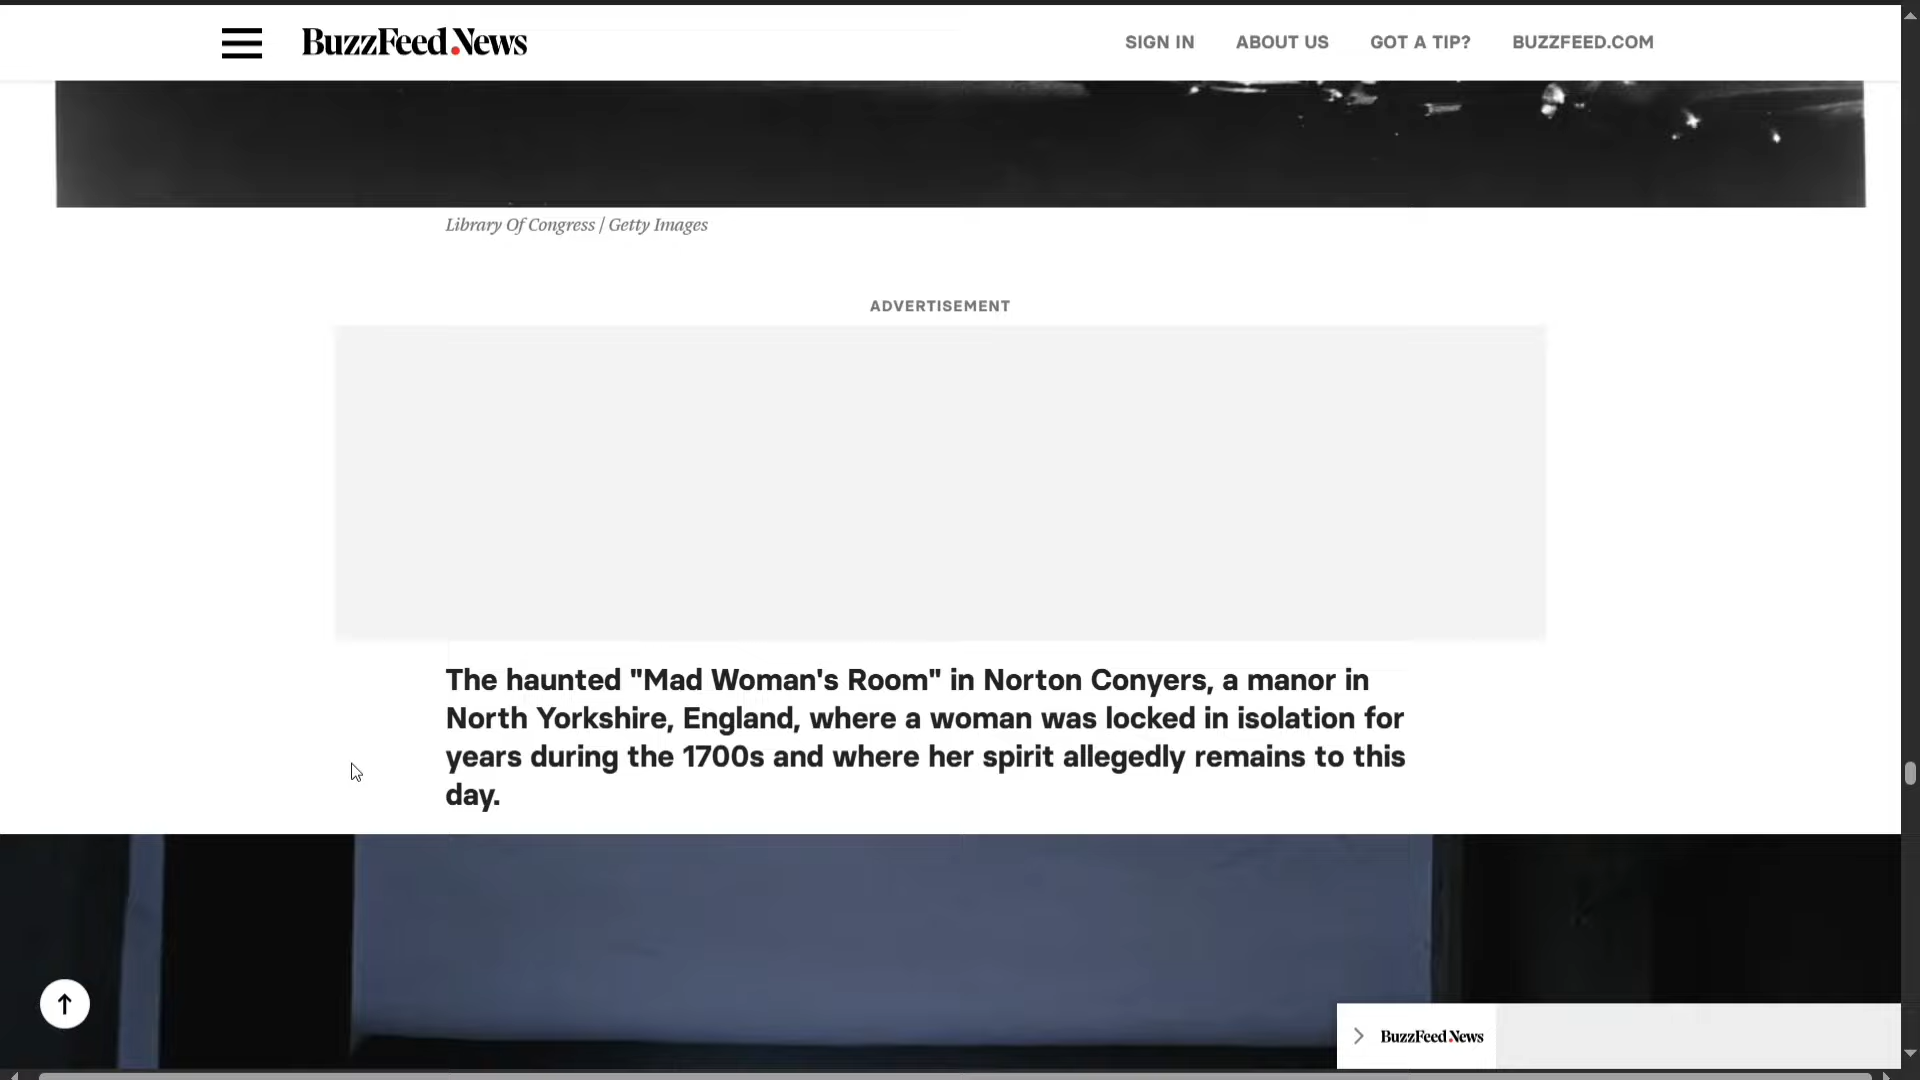 BuzzFeed News
SIGN IN
ABOUT US
GOT A TIP?
BUZZFEED.COM
Library Of Congress / Getty Images
ADVERTISEMENT
The haunted "Mad Woman's Room" in Norton Conyers, a manor in
North Yorkshire, England, where a woman was locked in isolation for
years during the 1700s and where her spirit allegedly remains to this
day.
BuzzFeed News